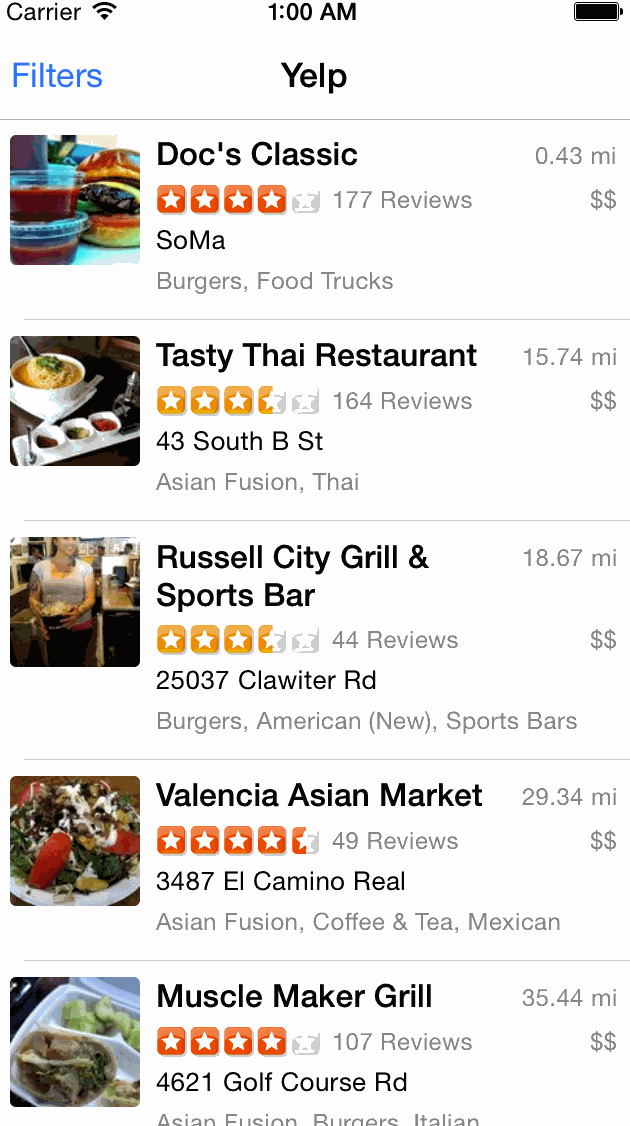 Carrier 1:00 AM
Filters Yelp
Doc's Classic 0.43 mi
177 Reviews $$
SoMa
Burgers, Food Trucks
Tasty Thai Restaurant 15.74 mi
164 Reviews $$
43 South B St
Asian Fusion, Thai
Russell City Grill & 18.67 mi
Sports Bar
44 Reviews $$
25037 Clawiter Rd
Burgers, American (New), Sports Bars
Valencia Asian Market 29.34 mi
49 Reviews $$
3487 El Camino Real
Asian Fusion, Coffee & Tea, Mexican
Muscle Maker Grill 35.44 mi
107 Reviews $$
4621 Golf Course Rd
Asian Fusion, Burgers, Italian